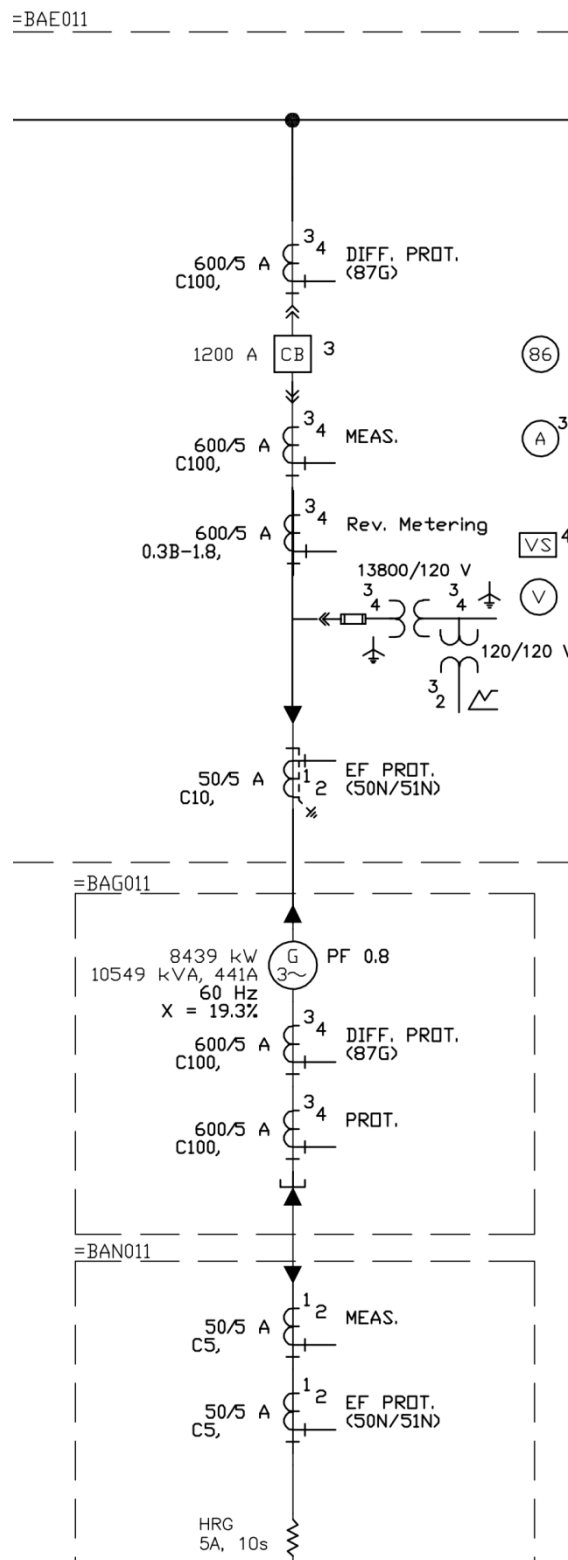 =BAE011
3
4
DIFF. PROT.
(87G)
600/5 A
C100,
1200 A
CB
3
86
3
4
MEAS.
600/5 A
C100,
A
3
3
4
Rev. Metering
600/5 A
0.3B-1.8,
VS
4
13800/120 V
3
4
3
4
V
120/120 V
3
2
50/5 A
C10,
1
2
EF PROT.
(50N/51N)
=BAG011
8439 kW
10549 kVA, 441A
60 Hz
X = 19.3%
G
3~
PF 0.8
3
4
DIFF. PROT.
(87G)
600/5 A
C100,
3
4
PROT.
600/5 A
C100,
=BAN011
1
2
MEAS.
50/5 A
C5,
1
2
EF PROT.
(50N/51N)
50/5 A
C5,
HRG
5A, 10s